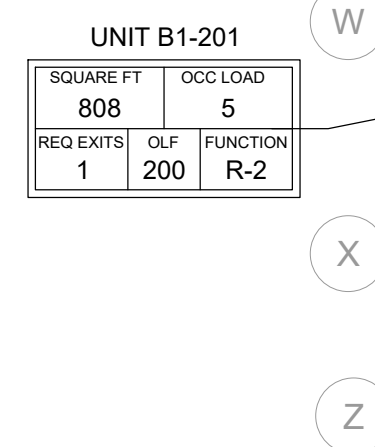 W
UNIT B1-201
SQUARE FT OCC LOAD
808 5
REQ EXITS OLF FUNCTION
1 200 R-2
X
Z